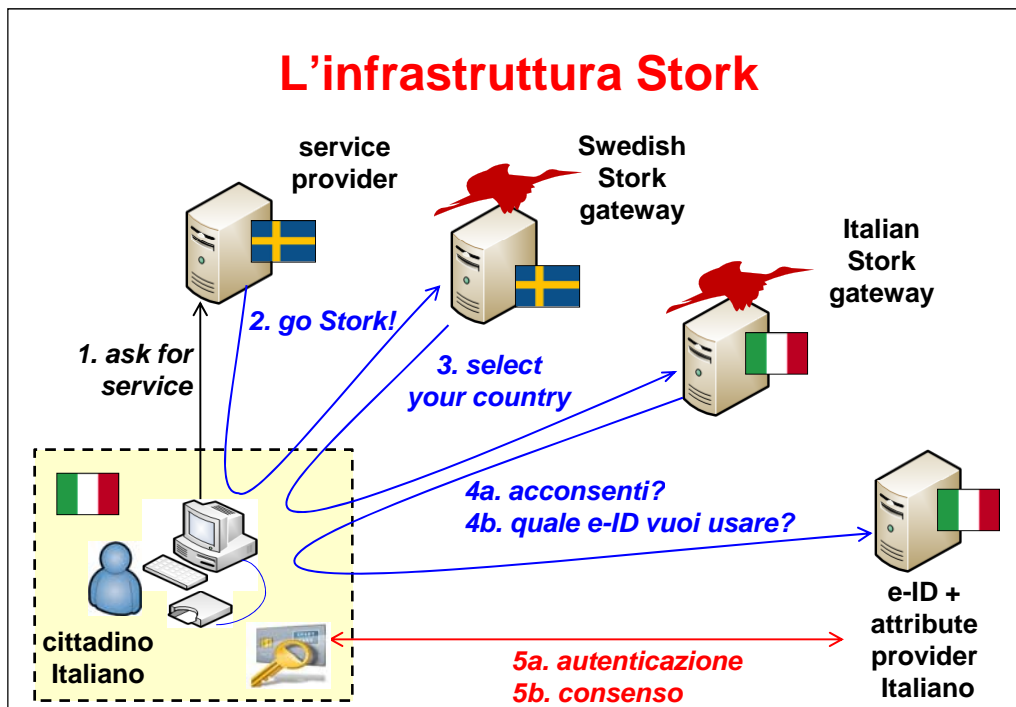 L'infrastruttura Stork
service
provider
Swedish
Stork
gateway
Italian
Stork
gateway
1. ask for
service
2. go Stork!
3. select
your country
4a. acconsenti?
4b. quale e-ID vuoi usare?
cittadino
Italiano
5a. autenticazione
5b. consenso
e-ID +
attribute
provider
Italiano